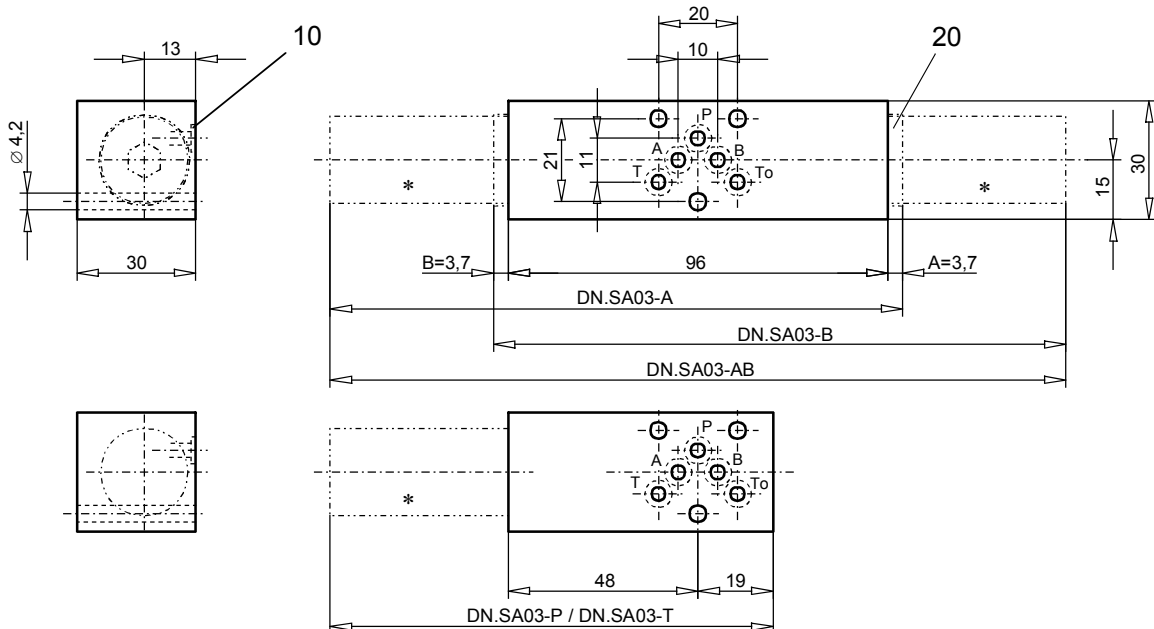 20
10
13
10
20
P
A
B
T
To
21
11
*
*
Ø 4,2
30
15
30
B=3,7
96
A=3,7
DN.SA03-A
DN.SA03-B
DN.SA03-AB
P
A
B
T
To
*
48
19
DN.SA03-P / DN.SA03-T